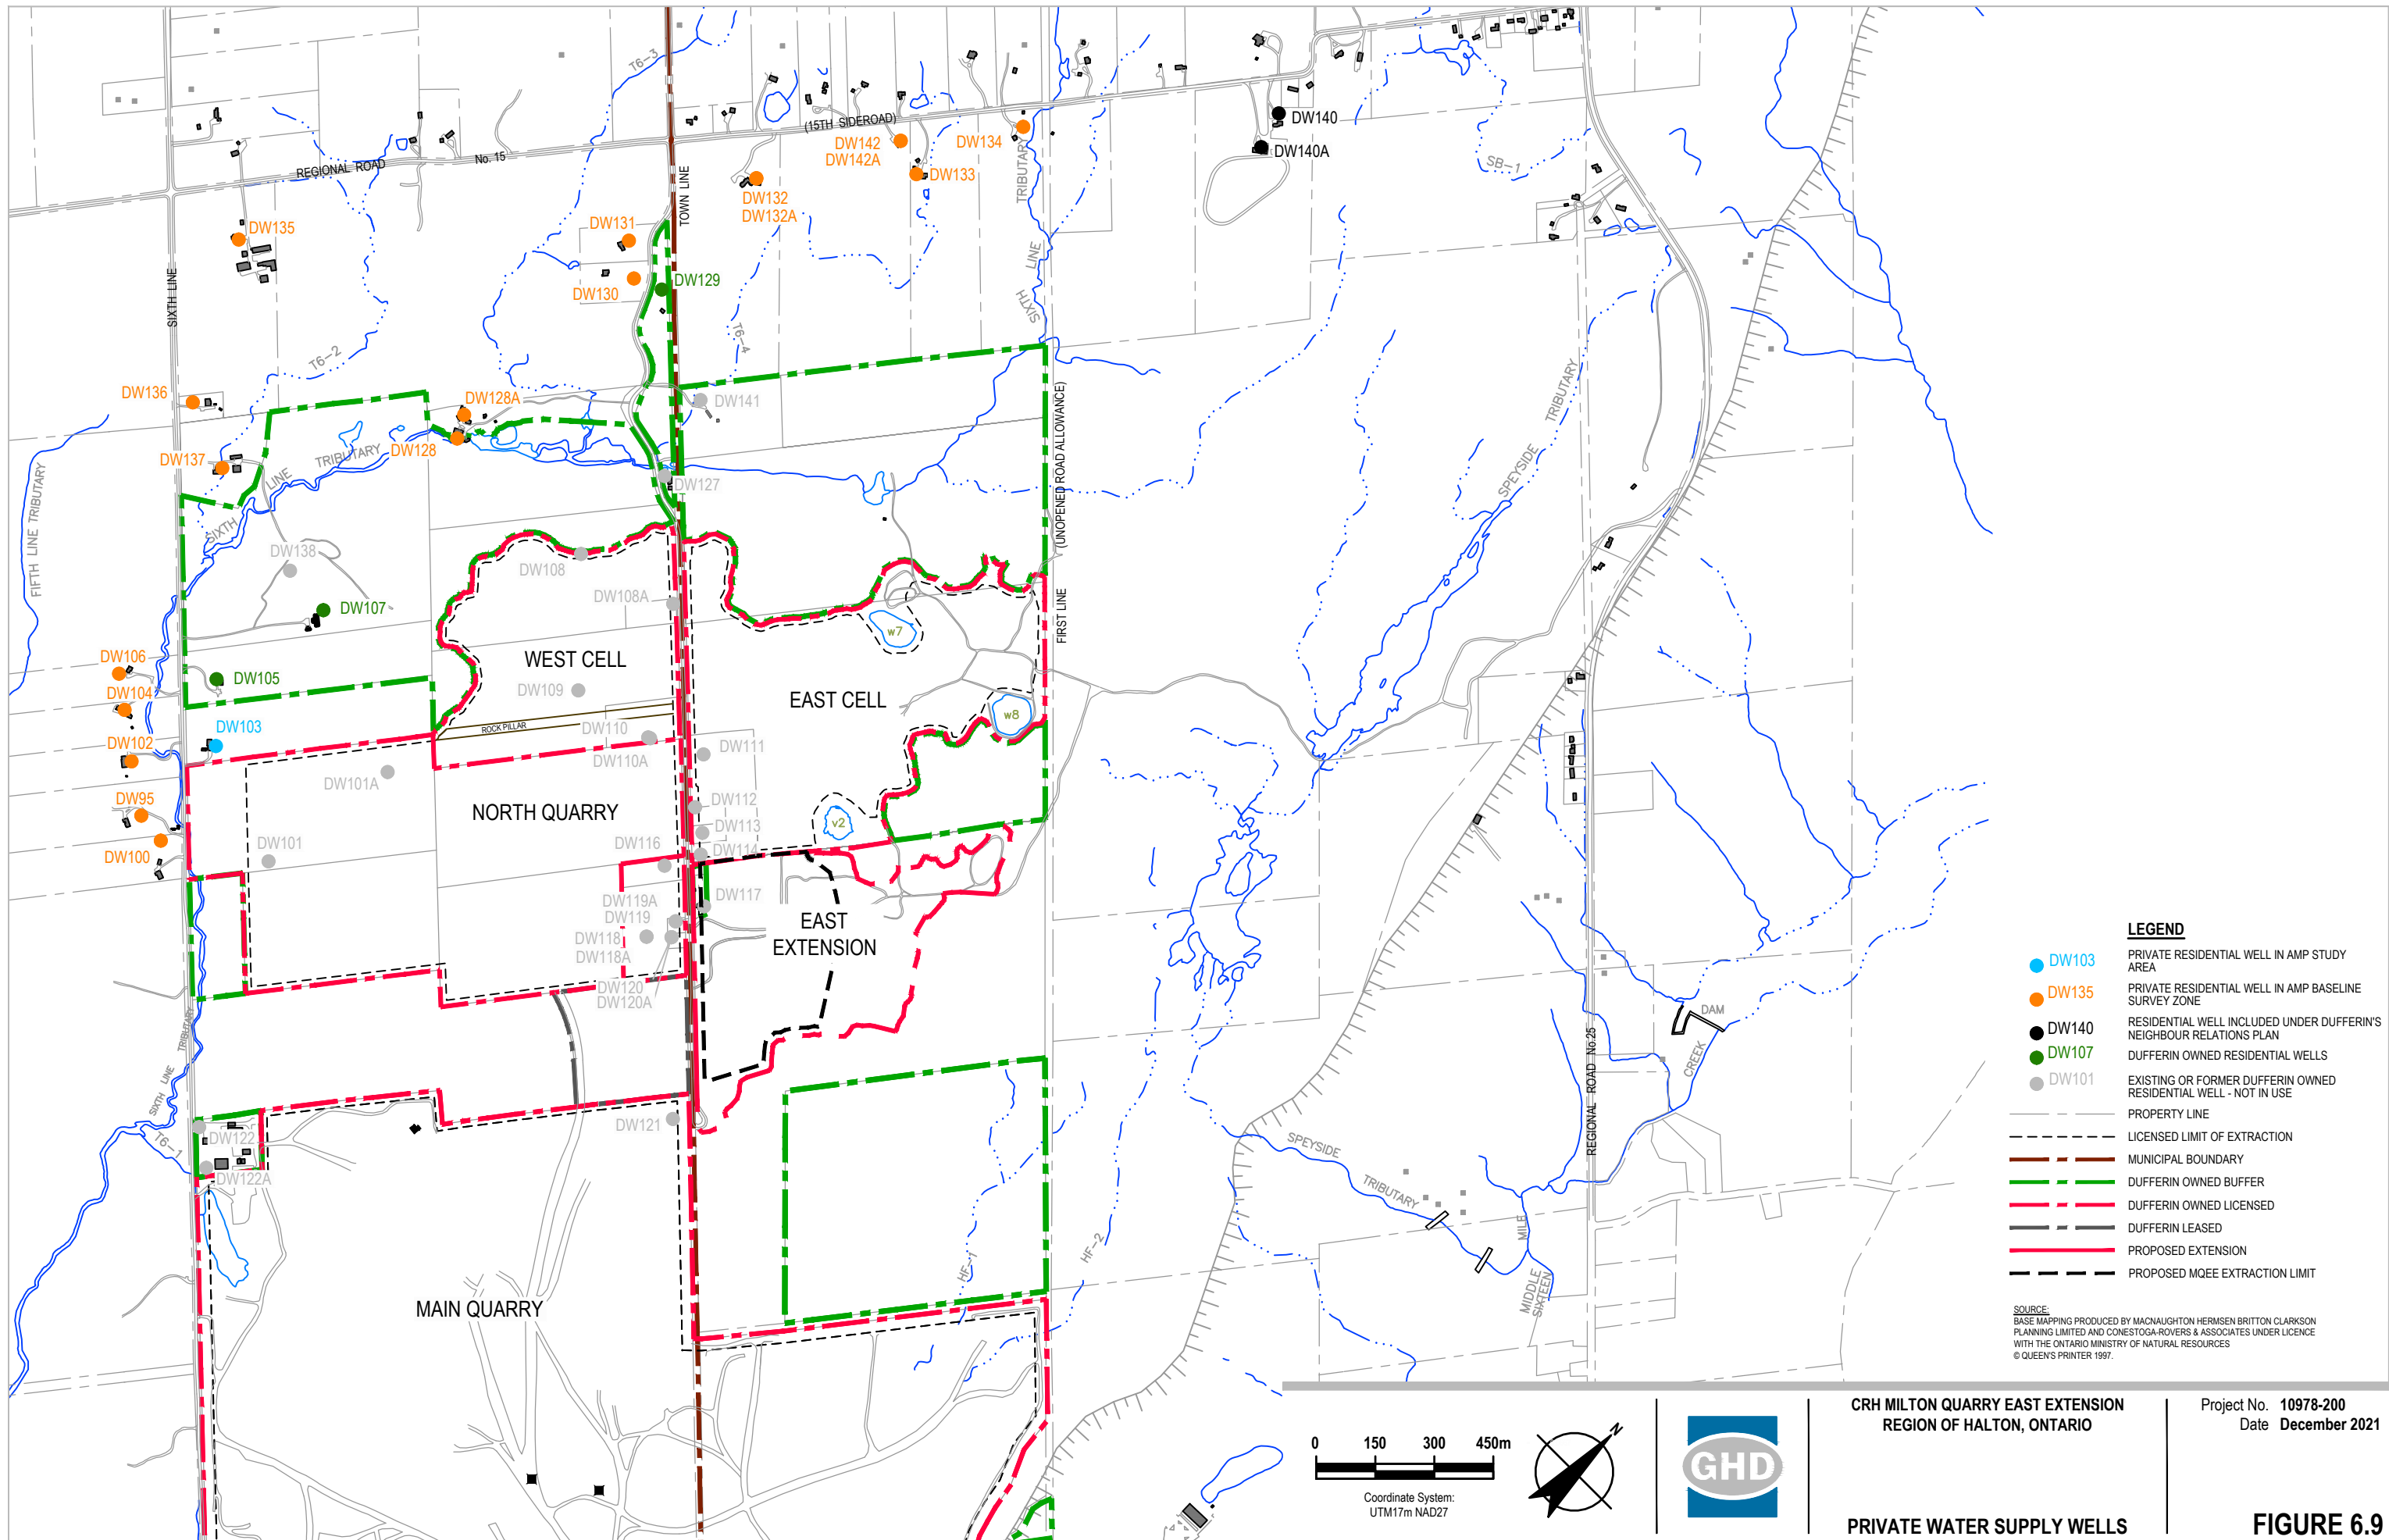 T6-3
(15TH SIDEROAD)
REGIONAL ROAD
No. 15
TOWN LINE
DW142
DW142A
DW134
DW133
TRIBUTARY
LINE
SIXTH
DW140
DW140A
SB-1
DW132
DW132A
DW135
DW131
DW130
DW129
SIXTH LINE
T6-2
T6-4
DW136
DW128A
DW128
DW141
DW137
SIXTH
LINE
TRIBUTARY
DW127
FIFTH LINE TRIBUTARY
FIRST LINE
(UNOPENED ROAD ALLOWANCE)
SPEYSIDE
TRIBUTARY
DW138
DW108
DW107
DW108A
w7
WEST CELL
DW106
DW105
DW104
DW109
EAST CELL
w8
ROCK PILLAR
DW103
DW110
DW102
DW110A
DW111
DW101A
DW95
NORTH QUARRY
DW112
v2
DW113
DW100
DW101
DW116
DW114
DW119A
DW117
DW119
DW118
DW118A
EAST
EXTENSION
DW120
DW120A
SIXTH LINE TRIBUTARY
DW121
T6-1
DW122
DW122A
MAIN QUARRY
HF-1
HF-2
SPEYSIDE
TRIBUTARY
REGIONAL ROAD No.25
DAM
CREEK
MILE
MIDDLE
SIXTEEN
LEGEND
DW103 PRIVATE RESIDENTIAL WELL IN AMP STUDY
AREA
DW135 PRIVATE RESIDENTIAL WELL IN AMP BASELINE
SURVEY ZONE
DW140 RESIDENTIAL WELL INCLUDED UNDER DUFFERIN'S
NEIGHBOUR RELATIONS PLAN
DW107 DUFFERIN OWNED RESIDENTIAL WELLS
DW101 EXISTING OR FORMER DUFFERIN OWNED
RESIDENTIAL WELL - NOT IN USE
PROPERTY LINE
LICENSED LIMIT OF EXTRACTION
MUNICIPAL BOUNDARY
DUFFERIN OWNED BUFFER
DUFFERIN OWNED LICENSED
DUFFERIN LEASED
PROPOSED EXTENSION
PROPOSED MQEE EXTRACTION LIMIT
SOURCE:
BASE MAPPING PRODUCED BY MACNAUGHTON HERMSEN BRITTON CLARKSON
PLANNING LIMITED AND CONESTOGA-ROVERS & ASSOCIATES UNDER LICENCE
WITH THE ONTARIO MINISTRY OF NATURAL RESOURCES
© QUEEN'S PRINTER 1997.
0 150 300 450m
Coordinate System:
UTM17m NAD27
N
GHD
CRH MILTON QUARRY EAST EXTENSION
REGION OF HALTON, ONTARIO
PRIVATE WATER SUPPLY WELLS
Project No. 10978-200
Date December 2021
FIGURE 6.9